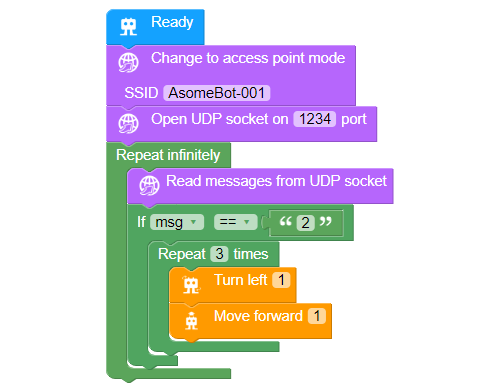 Ready
Change to access point mode
SSID AsomeBot-001
Open UDP socket on 1234 port
Repeat infinitely
Read messages from UDP socket
If msg == “ 2 ”
Repeat 3 times
Turn left 1
Move forward 1